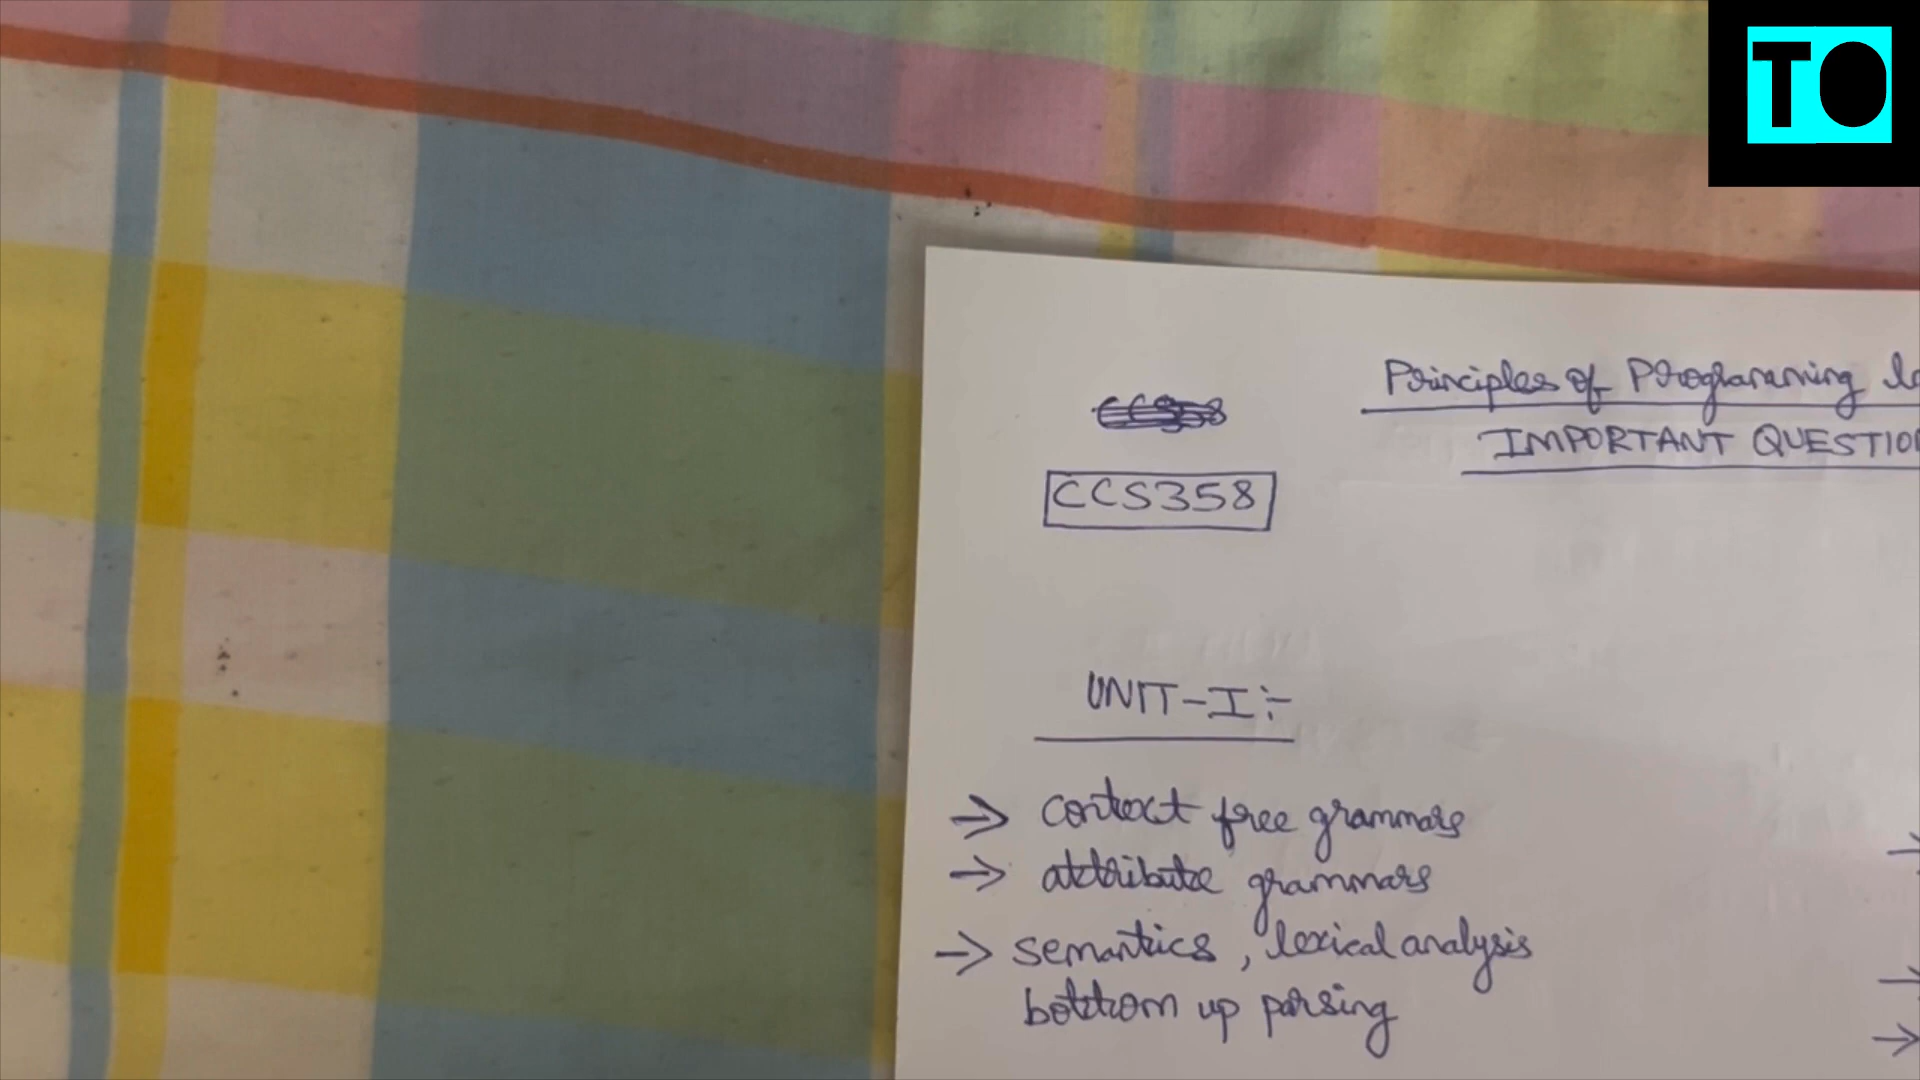 TO
Principles of Programming
IMPORTANT QUESTIO
CCS358
CCS358
UNIT-I:-
→ context free grammars
→ attribute grammars
→ semantics, lexical analysis
bottom up parsing